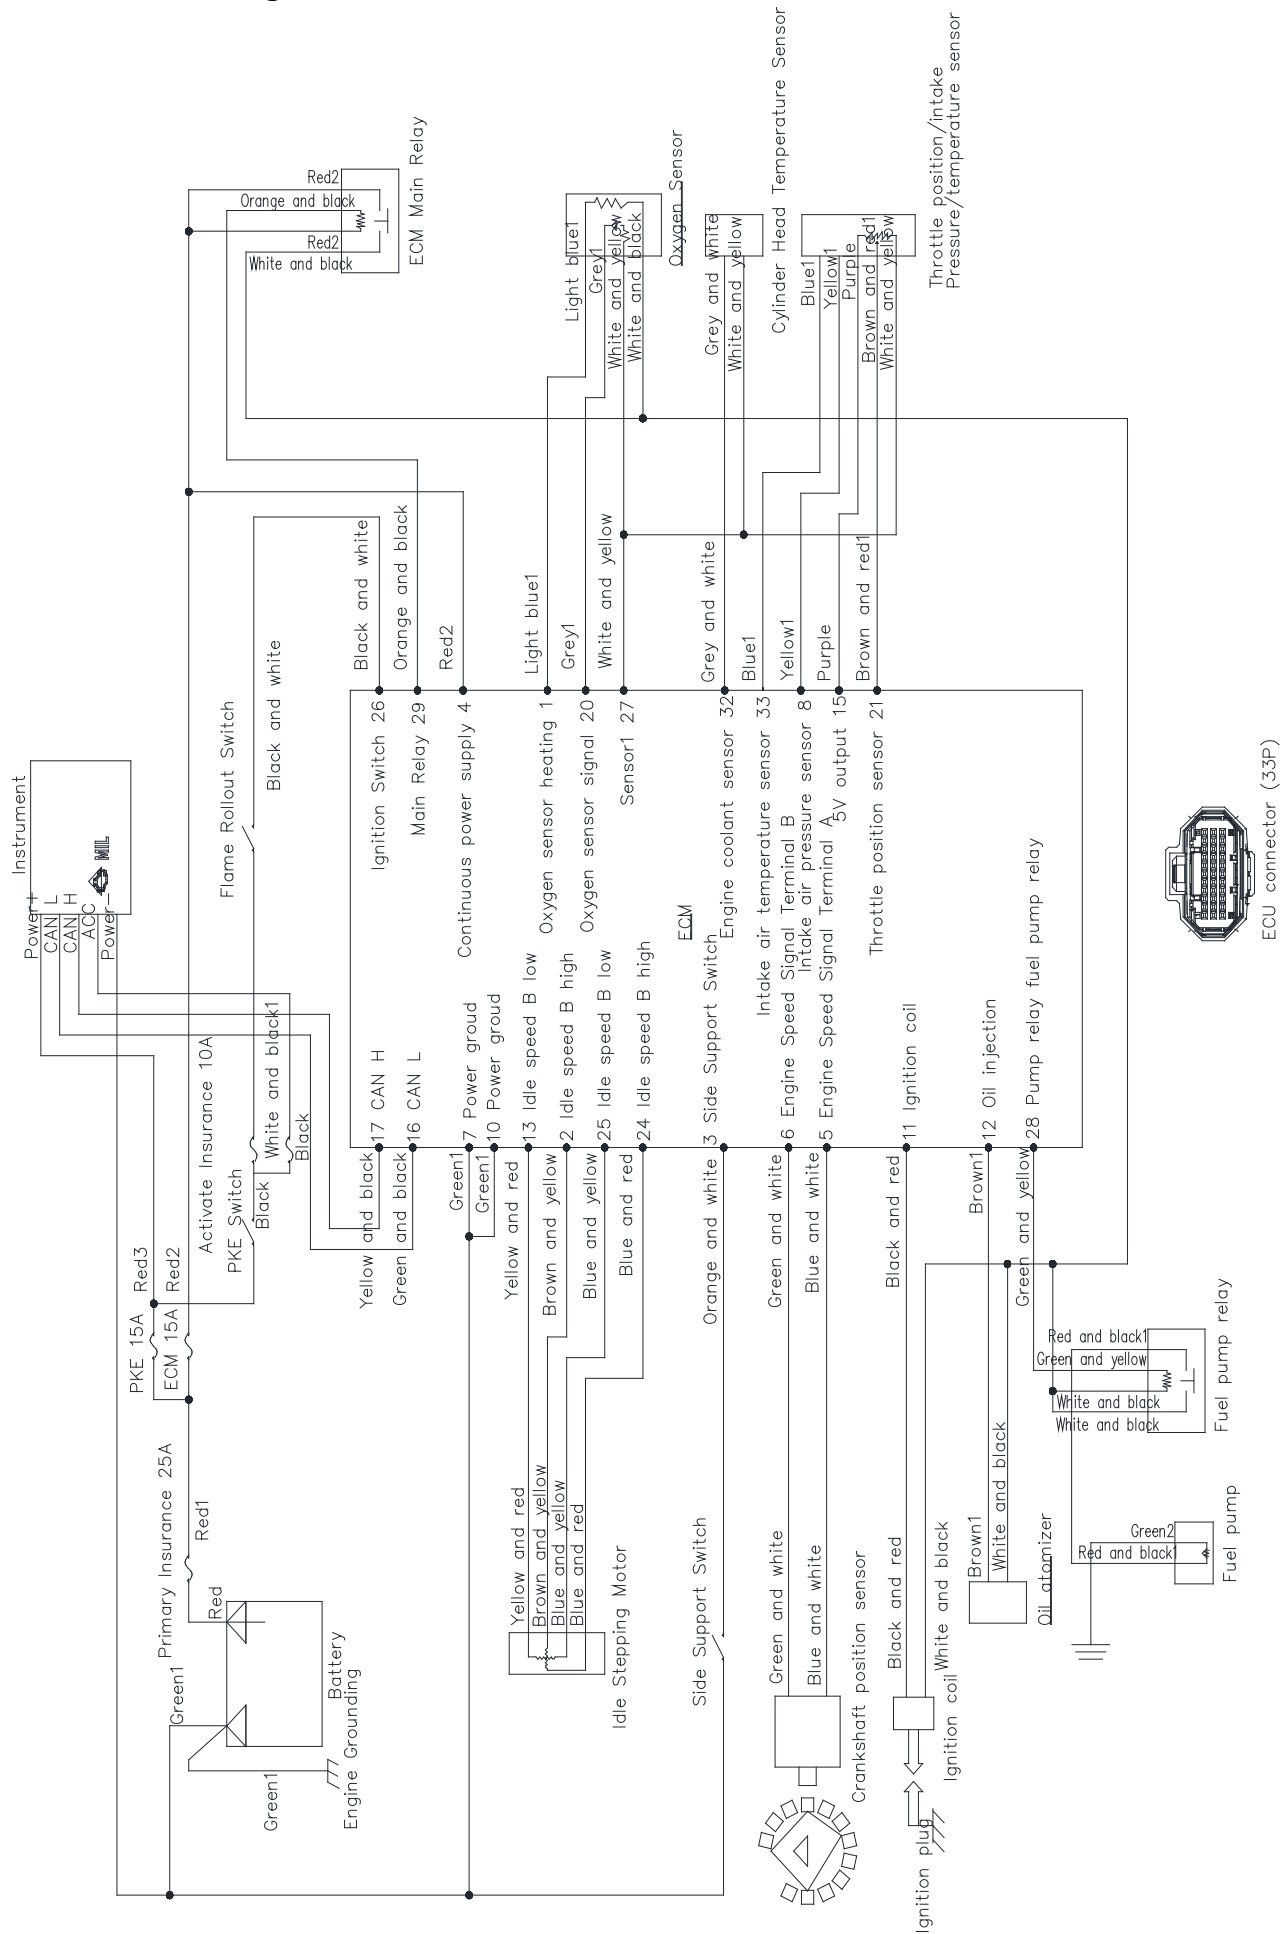 Instrument
Power+
CAN L
CAN H
ACC
Power-
MIL
Red2
Orange and black
Red2
White and black
ECM Main Relay
Light blue1
Grey1
White and yellow
White and black
Oxygen Sensor
Grey and white
White and yellow
Cylinder Head Temperature Sensor
Blue1
Yellow1
Purple
Brown and red1
White and yellow
Throttle position/intake
Pressure/temperature sensor
Black and white
Orange and black
Red2
Light blue1
Grey1
White and yellow
Grey and white
Blue1
Yellow1
Purple
Brown and red1
Flame Rollout Switch
Black and white
Ignition Switch 26
Main Relay 29
Continuous power supply 4
Oxygen sensor heating 1
Oxygen sensor signal 20
Sensor1 27
ECM
Engine coolant sensor 32
Intake air temperature sensor 33
Intake air pressure sensor 8
5V output 15
Throttle position sensor 21
17 CAN H
16 CAN L
7 Power groud
10 Power groud
13 Idle speed B low
2 Idle speed B high
25 Idle speed B low
24 Idle speed B high
3 Side Support Switch
6 Engine Speed Signal Terminal B
5 Engine Speed Signal Terminal A
11 Ignition coil
12 Oil injection
28 Pump relay fuel pump relay
ECU connector (33P)
Activate Insurance 10A
White and black1
Black
PKE Switch
Black
Red3
Red2
PKE 15A
ECM 15A
Yellow and black
Green and black
Green1
Green1
Yellow and red
Brown and yellow
Blue and yellow
Blue and red
Orange and white
Green and white
Blue and white
Black and red
Brown1
Green and yellow
Primary Insurance 25A
Red1
Red
Green1
Battery
Engine Grounding
Green1
Yellow and red
Brown and yellow
Blue and yellow
Blue and red
Idle Stepping Motor
Side Support Switch
Green and white
Blue and white
Green and white
Blue and white
Crankshaft position sensor
Black and red
Black and red
White and black
Ignition coil
Ignition plug
Brown1
White and black
Oil atomizer
Red and black1
Green and yellow
White and black
White and black
Fuel pump relay
Green2
Red and black1
Fuel pump